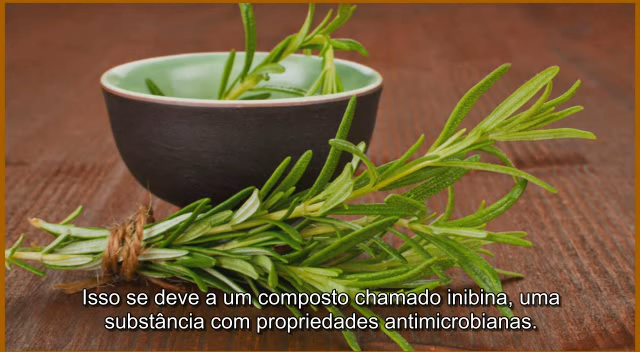 Isso se deve a um composto chamado inibina, uma
substância com propriedades antimicrobianas.